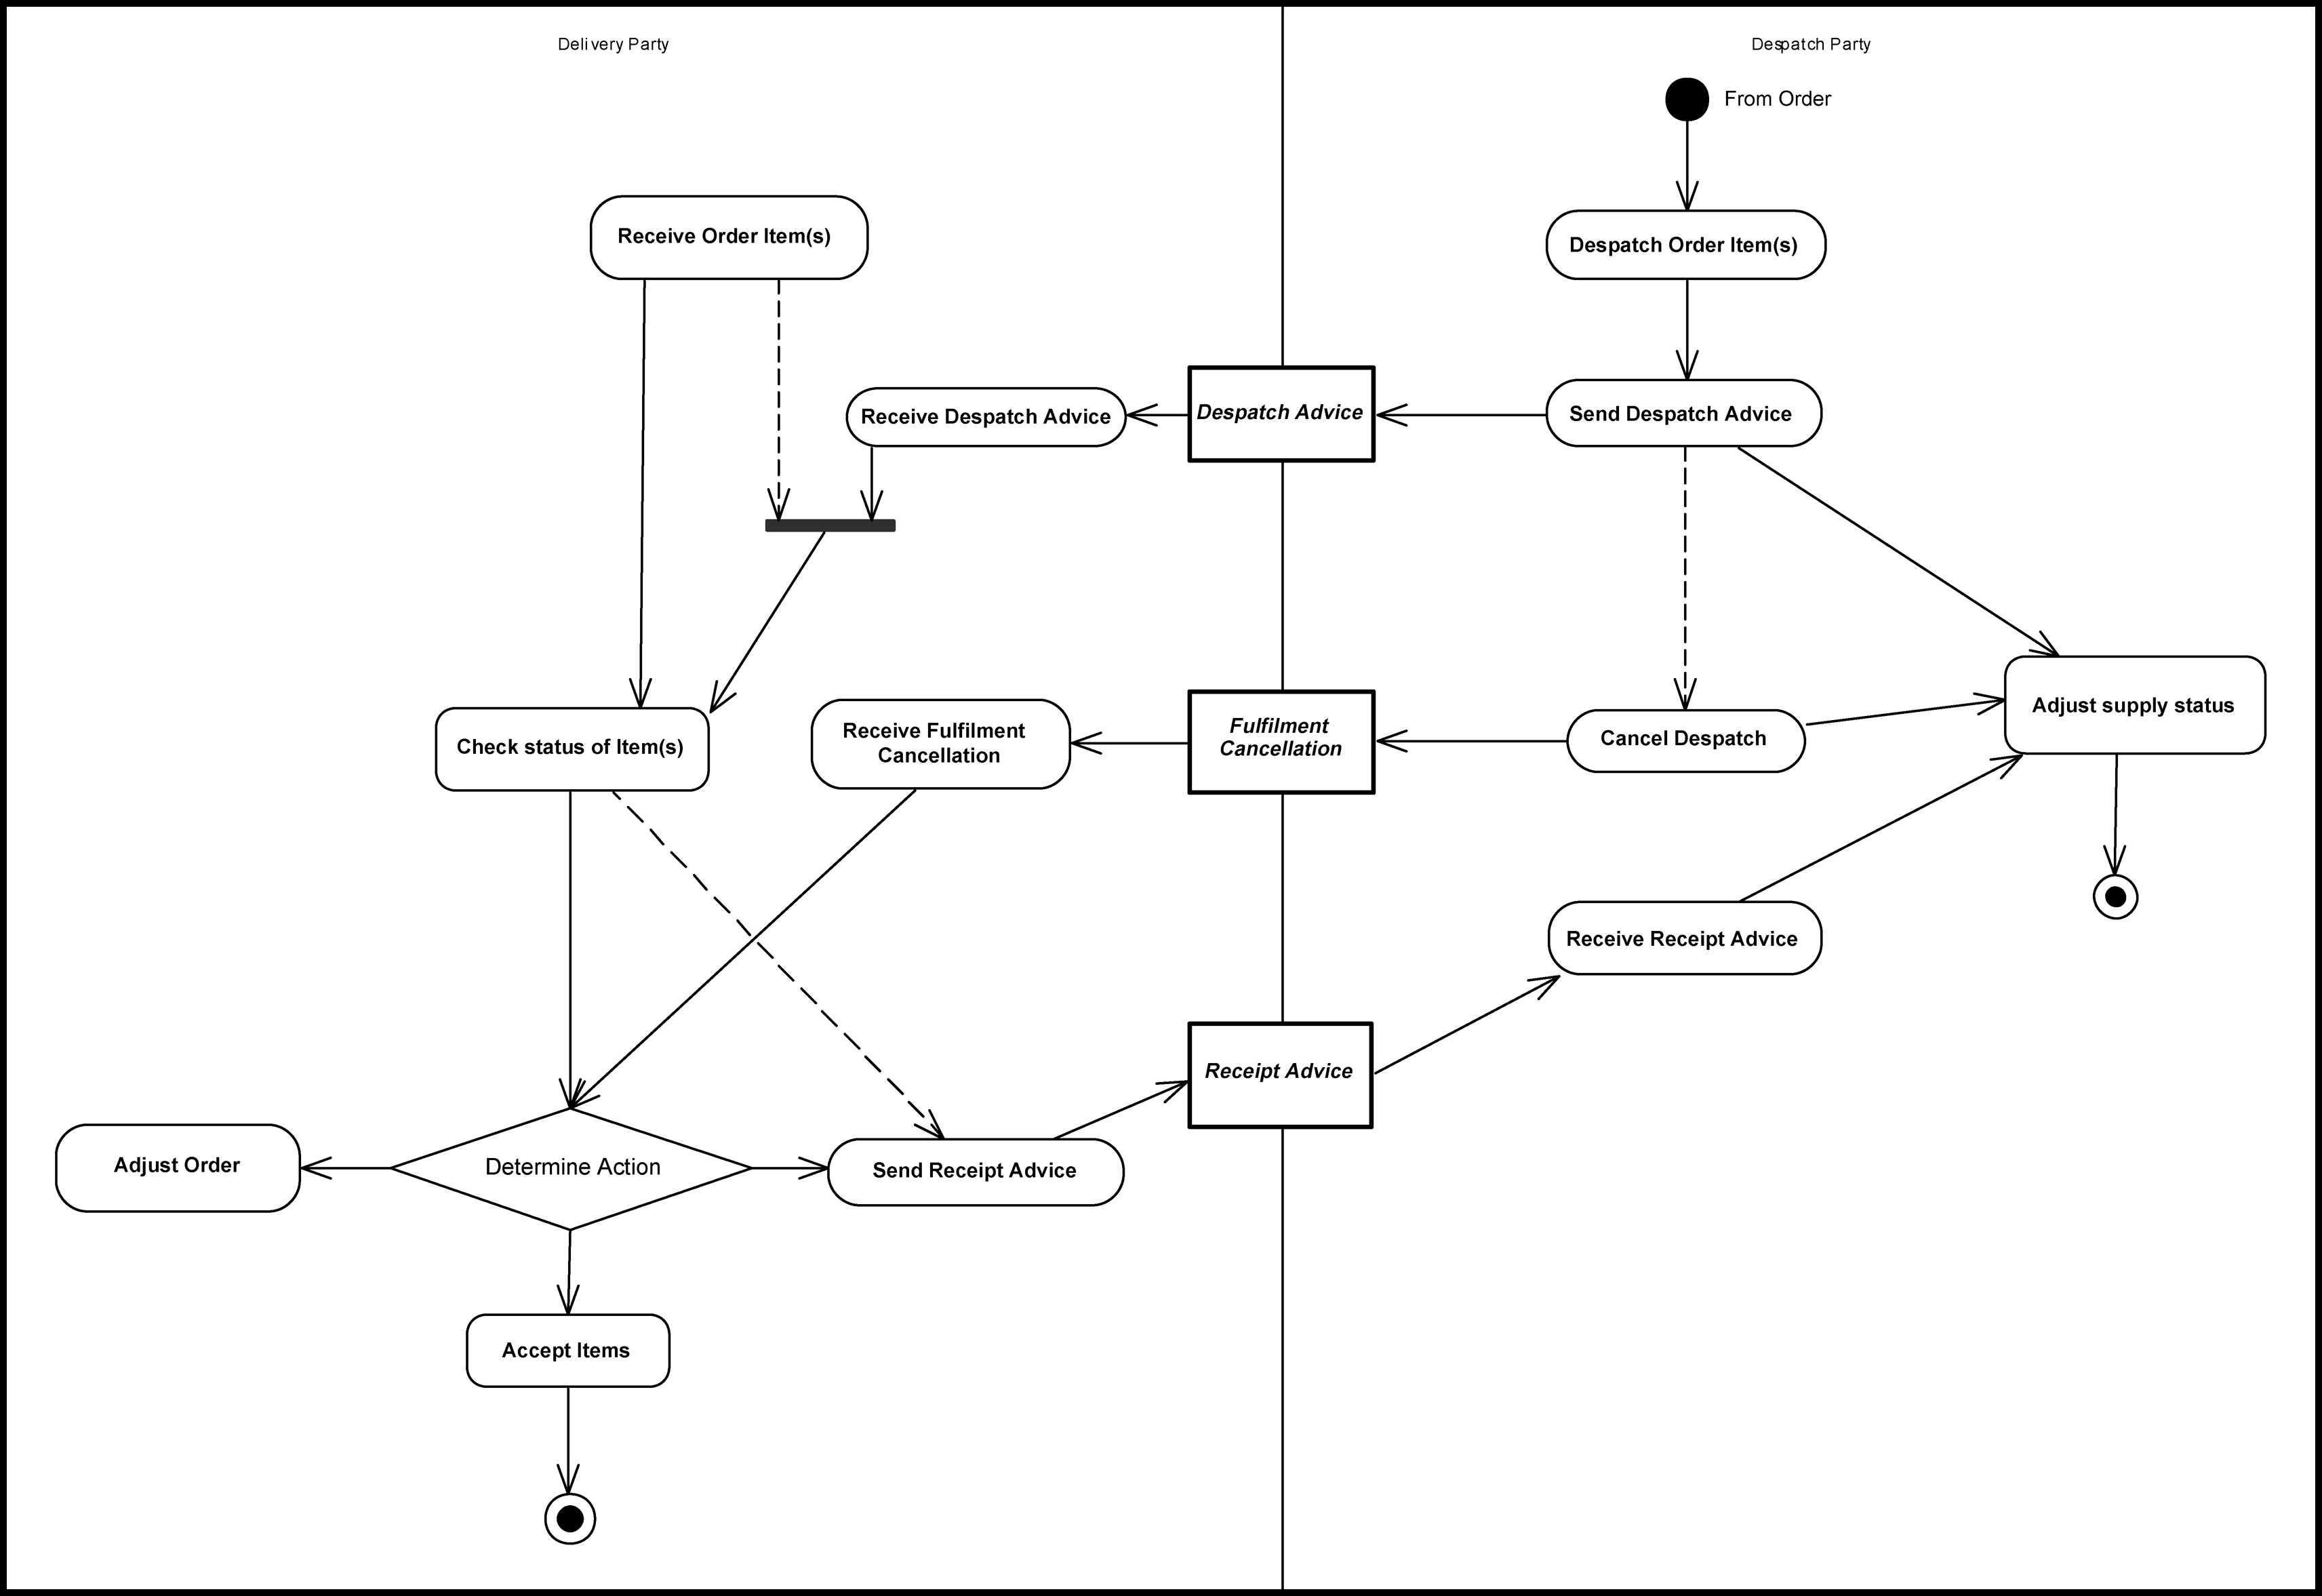 Delivery Party
Despatch Party
From Order
Receive Order Item(s)
Despatch Order Item(s)
Receive Despatch Advice
Despatch Advice
Send Despatch Advice
Check status of Item(s)
Receive Fulfilment
Cancellation
Fulfilment
Cancellation
Cancel Despatch
Adjust supply status
Receive Receipt Advice
Receipt Advice
Adjust Order
Determine Action
Send Receipt Advice
Accept Items